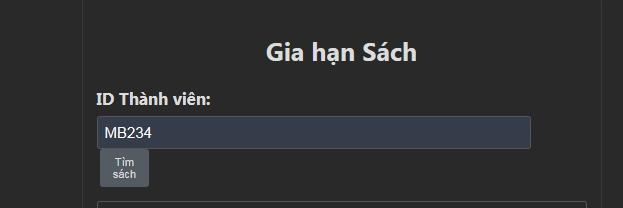 Gia hạn Sách
ID Thành viên:
MB234
Tìm
sách